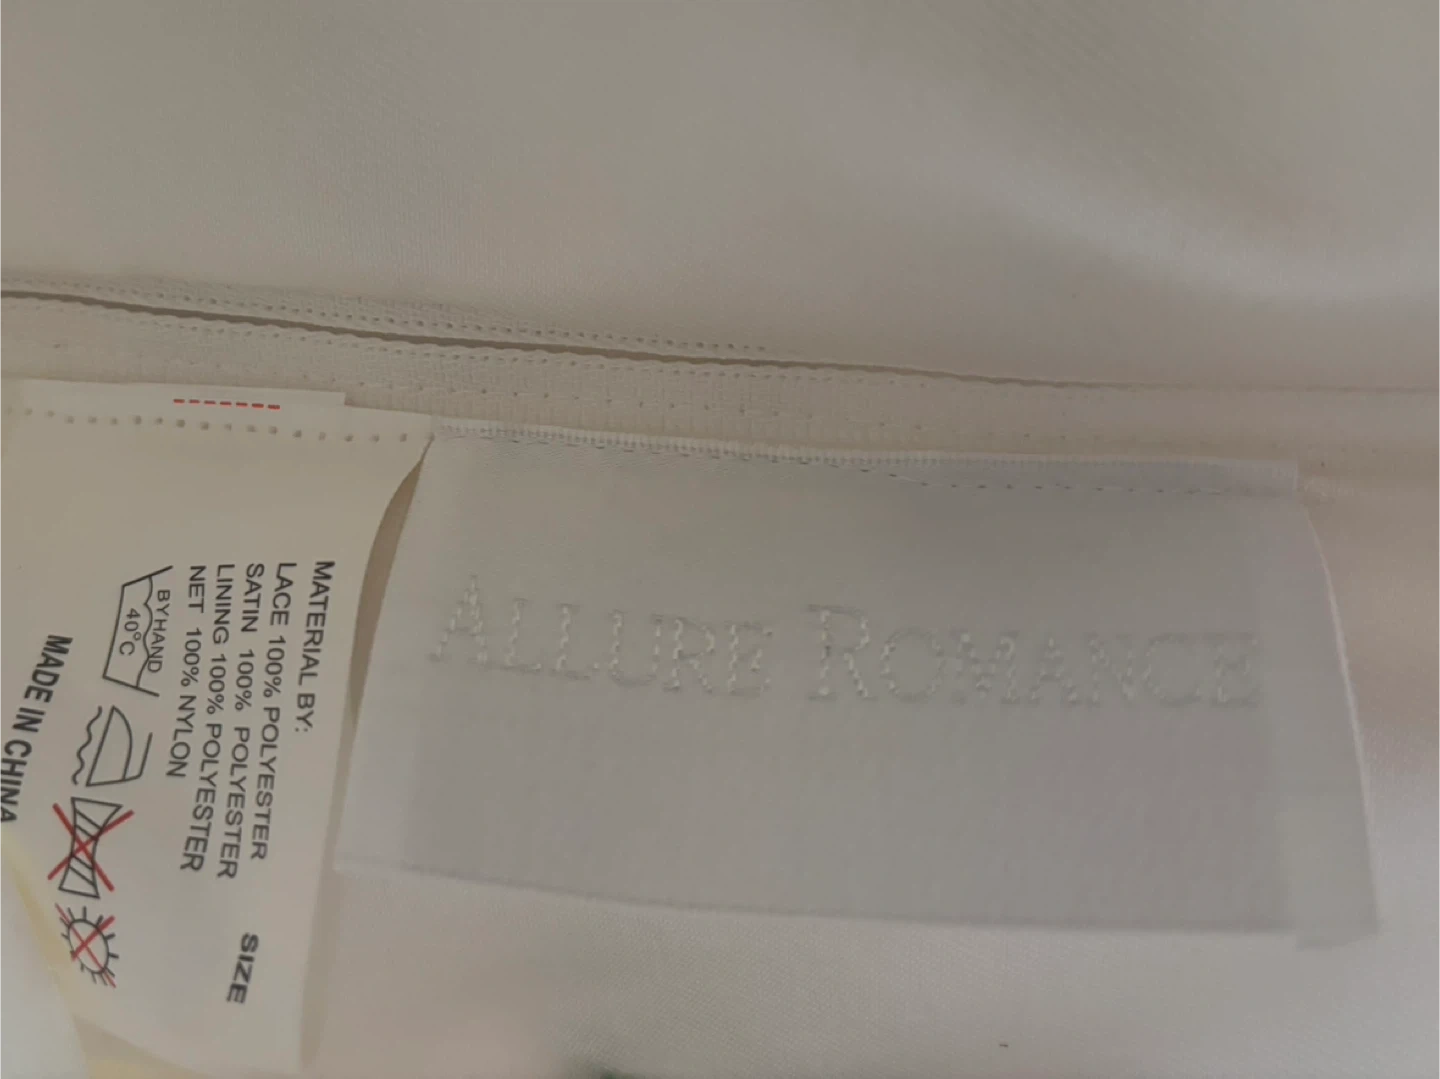 MATERIAL BY:
LACE 100% POLYESTER
SATIN 100% POLYESTER
LINING 100% POLYESTER
NET 100% NYLON
BY HAND
40°C
MADE IN CHINA
SIZE
ALLURE ROMANCE